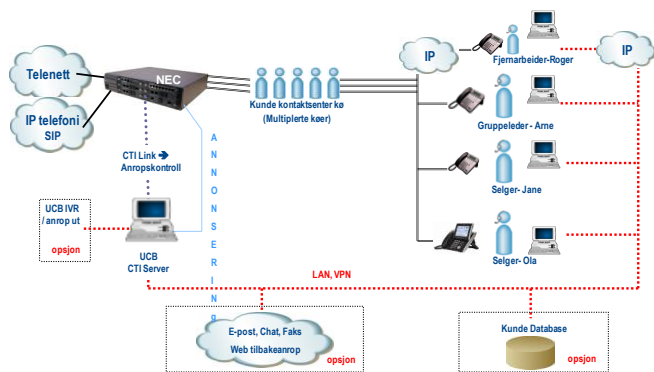 Telenett
NEC
IP telefoni
SIP
CTI Link ➔
Anropskontroll
UCB IVR
/ anrop ut
opsjon
UCB
CTI Server
A
N
N
O
N
S
E
R
I
N
g
Kunde kontaktsenter kø
(Multiplerte køer)
IP
Fjernarbeider-Roger
IP
Gruppeleder - Arne
Selger- Jane
Selger- Ola
LAN, VPN
E-post, Chat, Faks
Web tilbakeanrop
opsjon
Kunde Database
opsjon